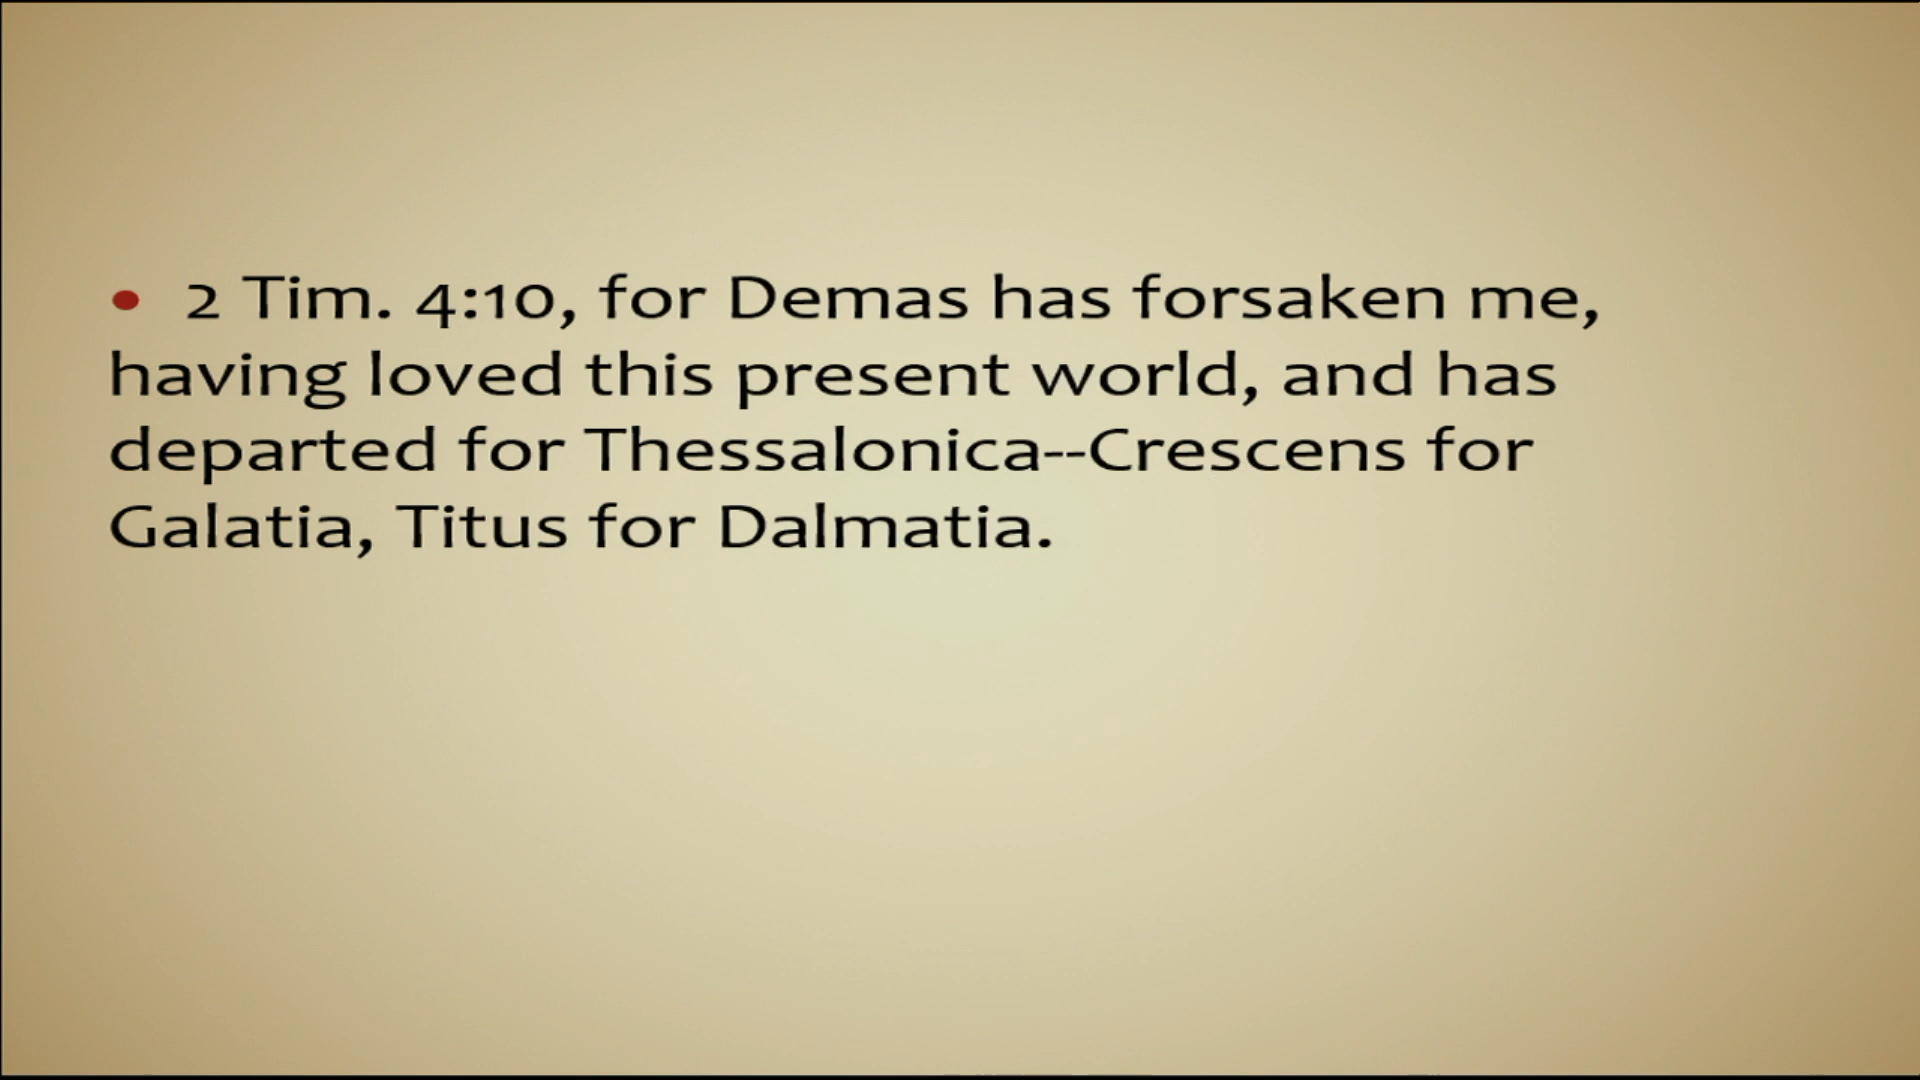 • 2 Tim. 4:10, for Demas has forsaken me,
having loved this present world, and has
departed for Thessalonica--Crescens for
Galatia, Titus for Dalmatia.